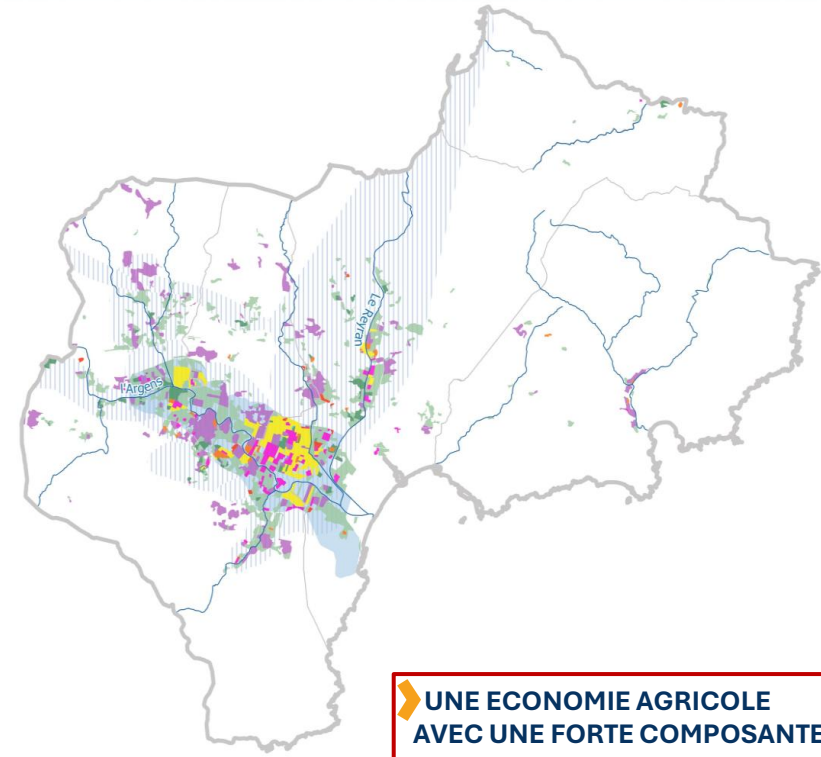 Le Reyran
l'Argens
UNE ECONOMIE AGRICOLE
AVEC UNE FORTE COMPOSANTE